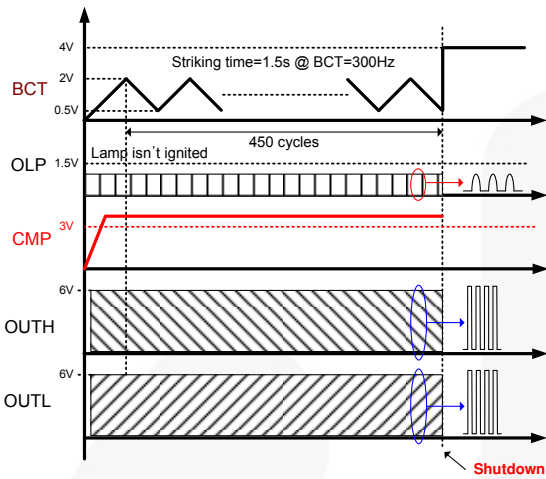 4V
Striking time=1.5s @ BCT=300Hz
2V
BCT
0.5V
450 cycles
Lamp isn't ignited
OLP
1.5V
3V
CMP
6V
OUTH
6V
OUTL
Shutdown